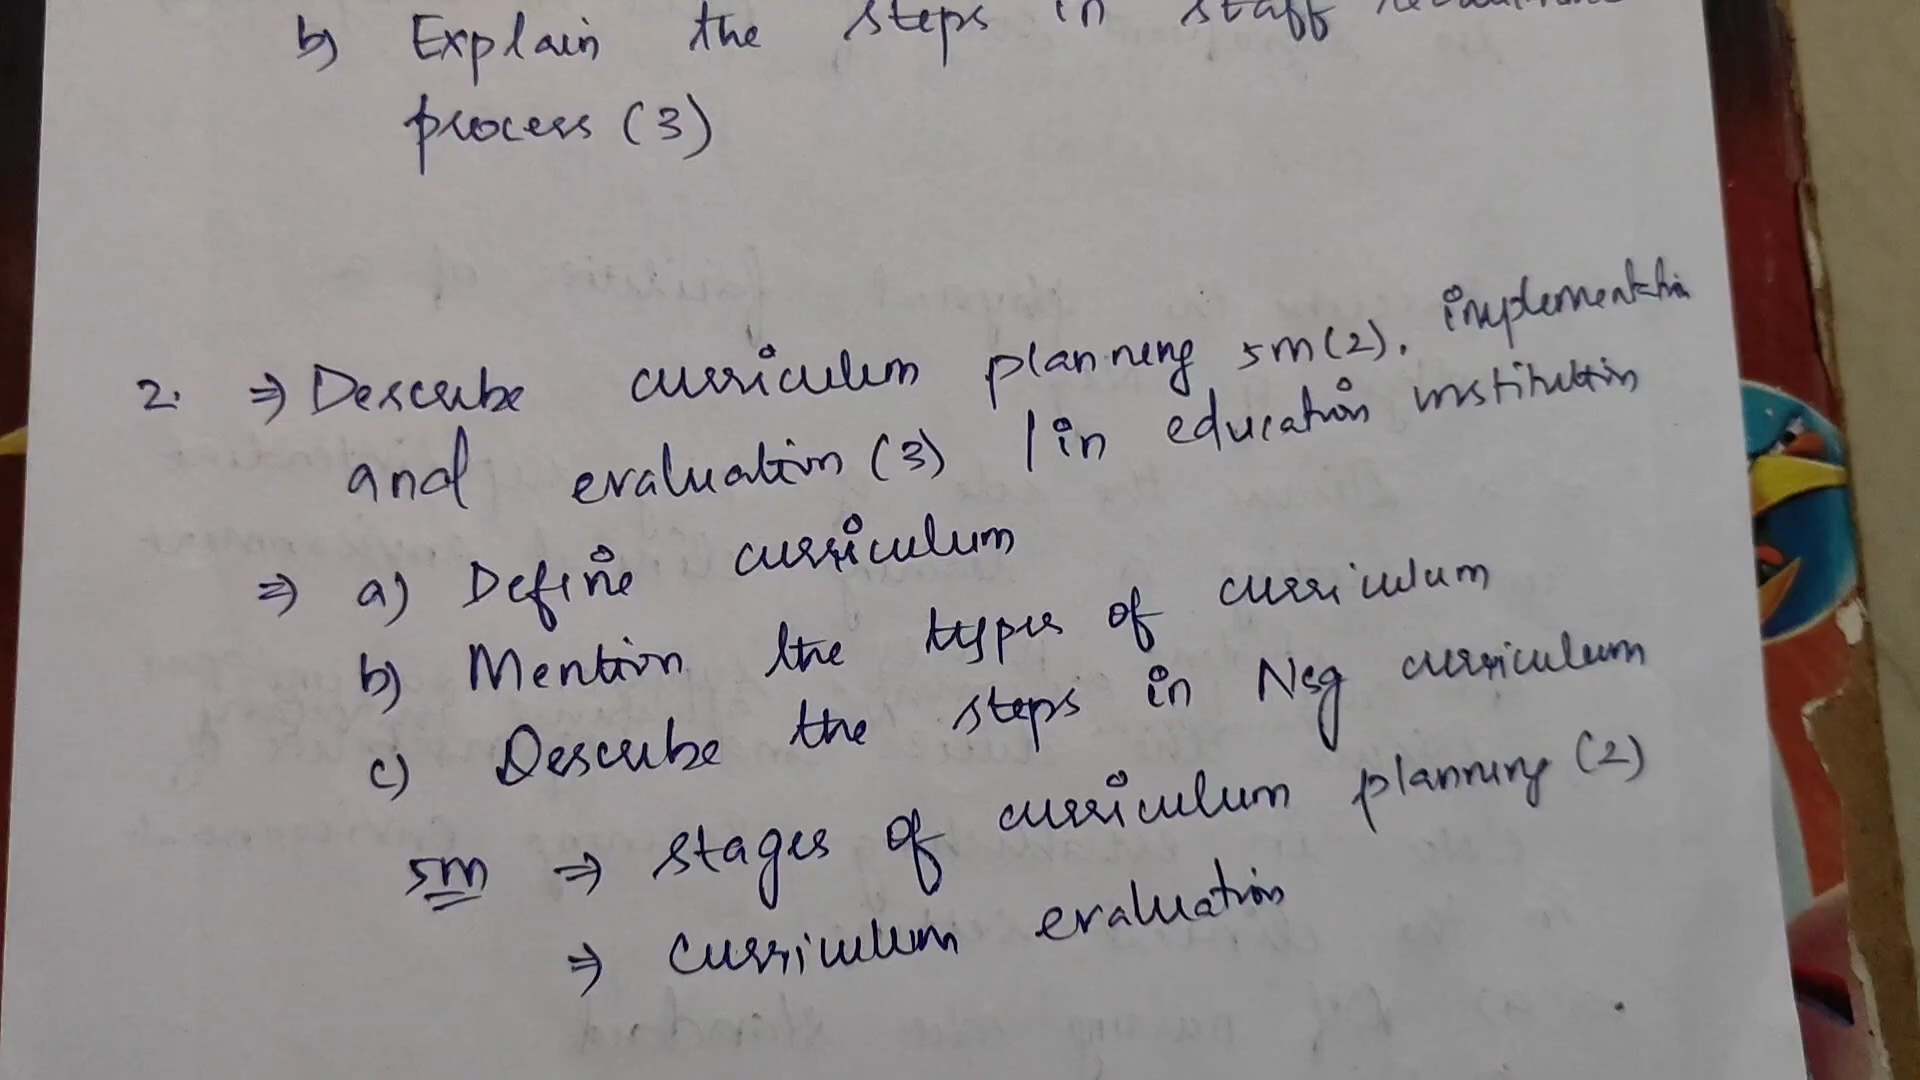 b) Explain the steps in staff
process (3)
2. ⇒ Describe curriculum planning 5m(2). implementation
and evaluation (3) / in education institution
⇒ a) Define curriculum
b) Mention the types of curriculum
c) Describe the steps in Nsg curriculum
5m ⇒ stages of curriculum planning (2)
⇒ curriculum evaluation